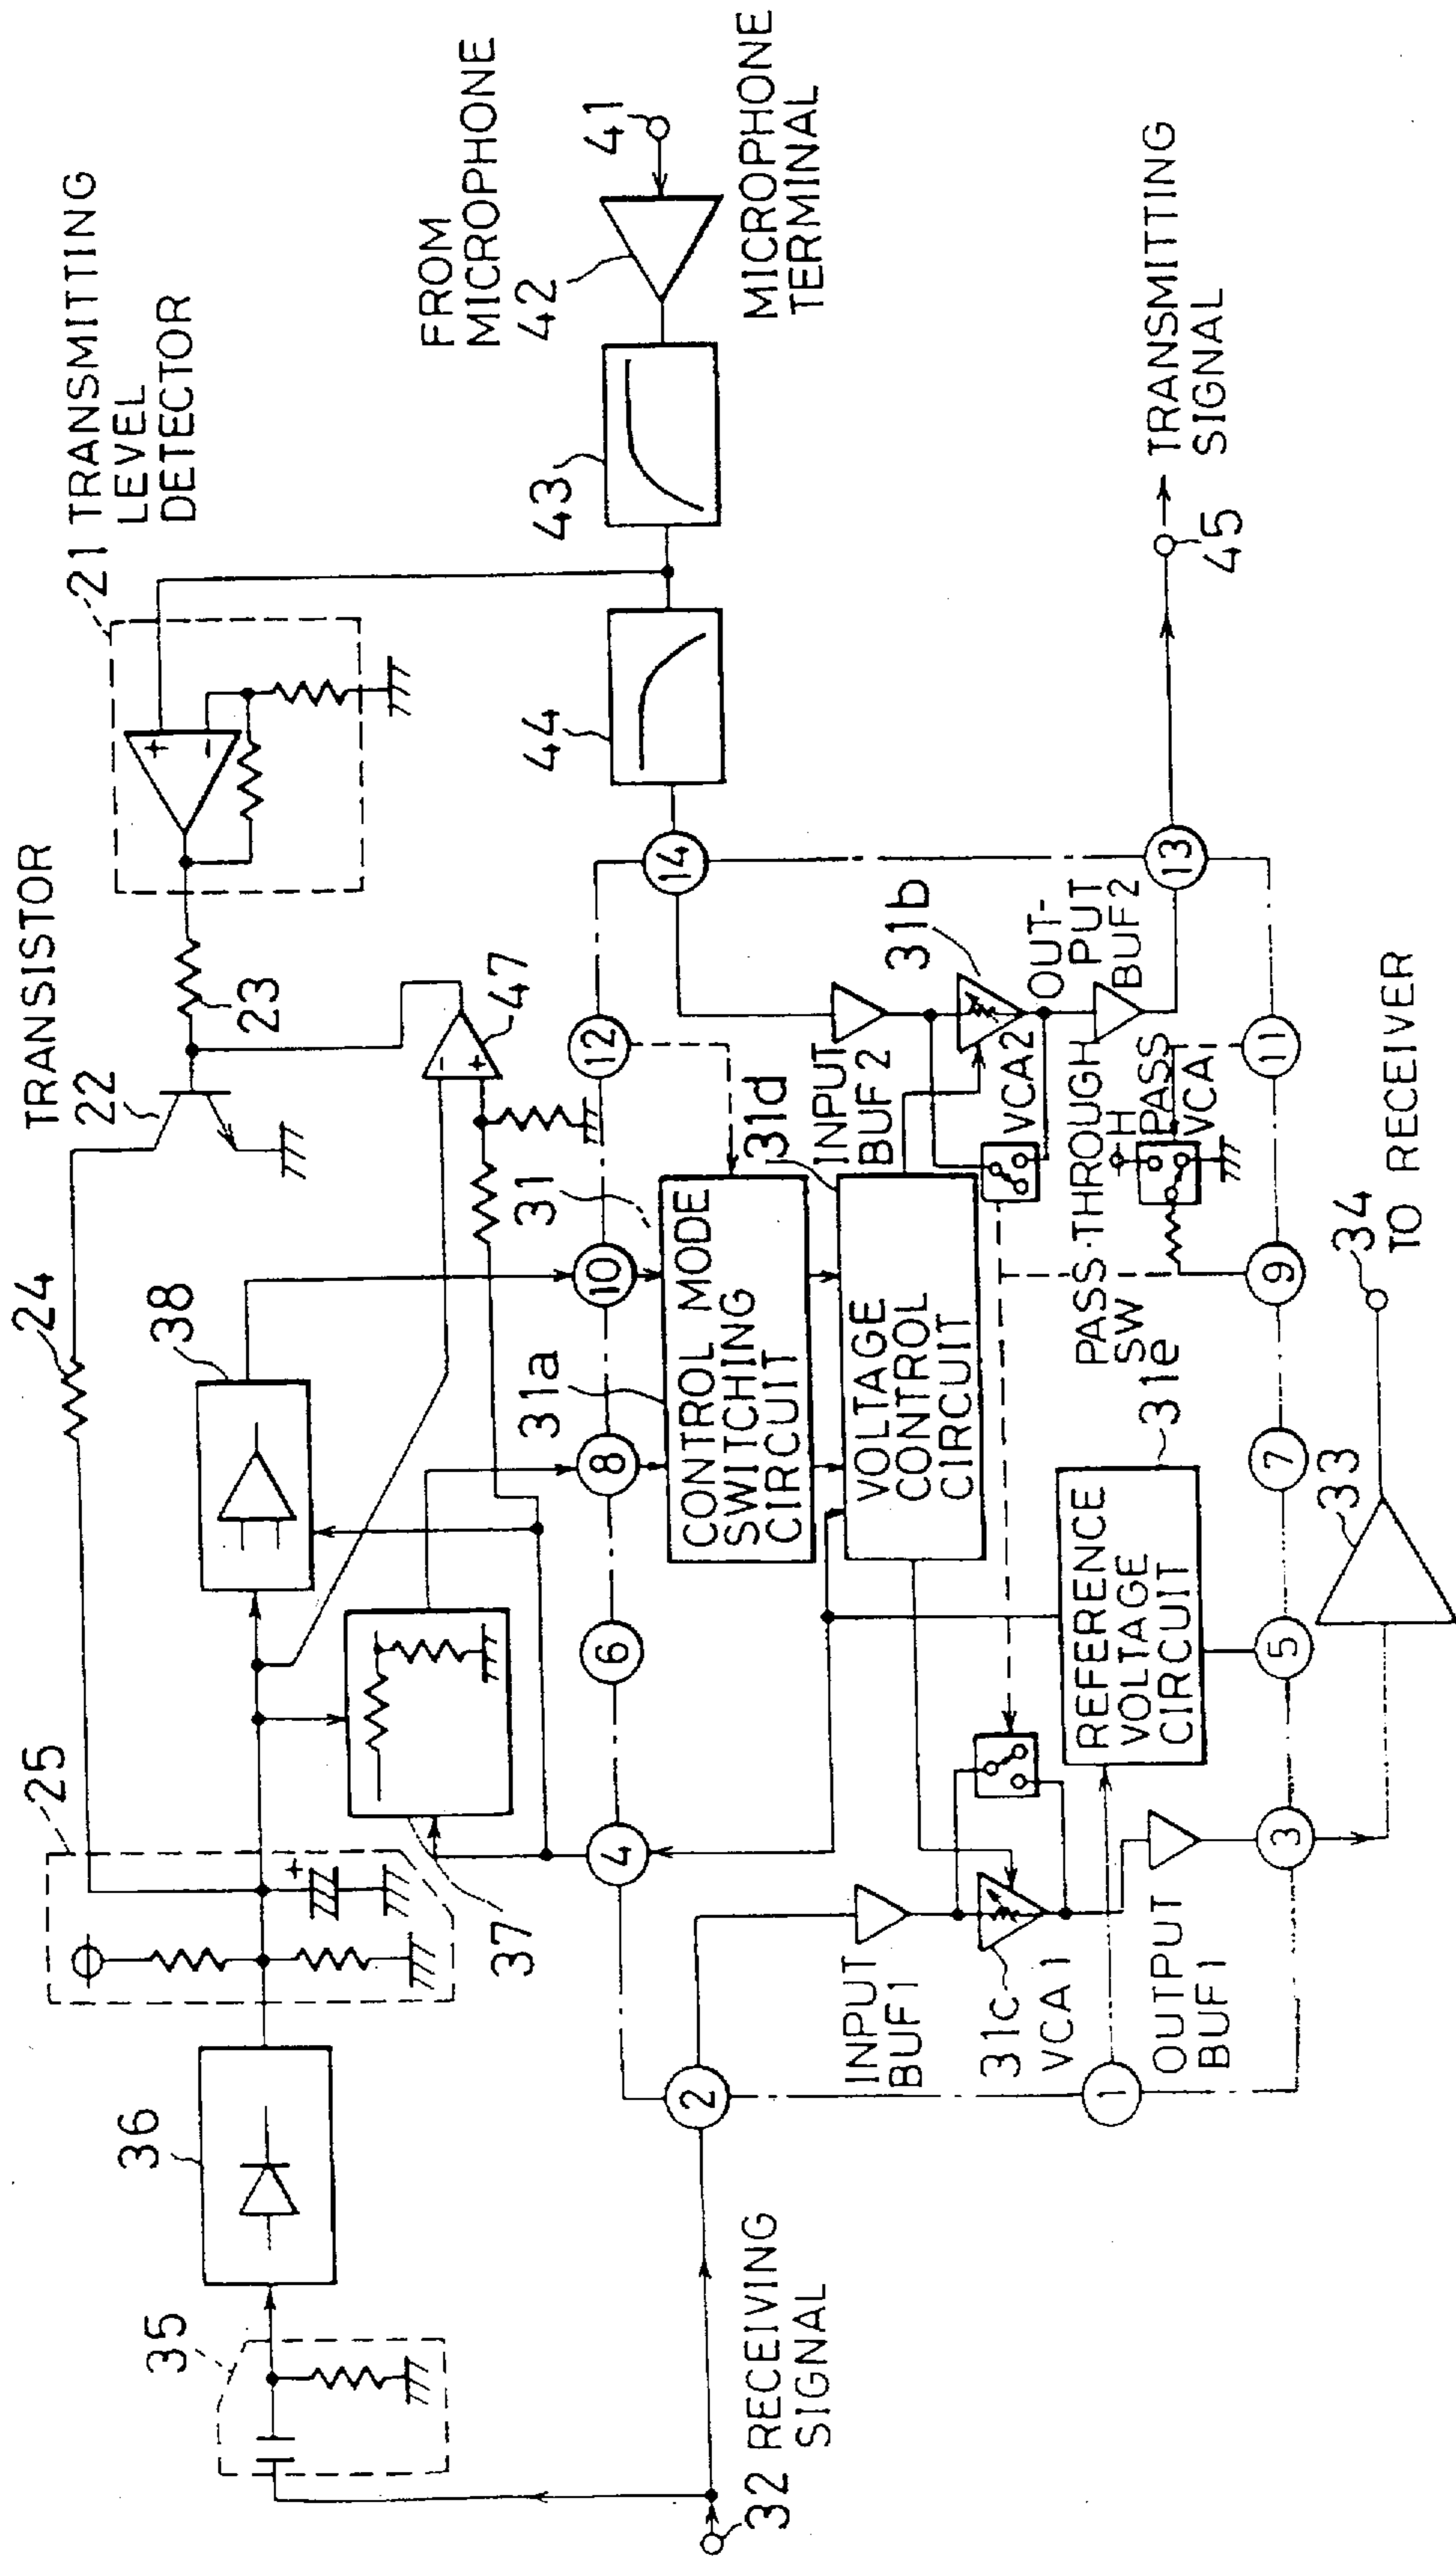 21 TRANSMITTING
LEVEL
DETECTOR
TRANSISTOR
22
23
24
25
36
35
38
37
47
+
-
+
-
+
FROM
MICROPHONE
42
41
MICROPHONE
TERMINAL
43
44
32 RECEIVING
SIGNAL
2
4
6
8
10
12
14
31
31a
CONTROL MODE
SWITCHING
CIRCUIT
31d
VOLTAGE
CONTROL
CIRCUIT
INPUT
BUF 2
31b
VCA2
OUT-
PUT
BUF2
PASS-THROUGH
SW
H
PASS
VCA1
INPUT
BUF1
31c
VCA 1
OUTPUT
BUF1
REFERENCE
VOLTAGE
CIRCUIT
31e
1
3
5
7
9
11
13
TRANSMITTING
SIGNAL
45
33
34
TO RECEIVER